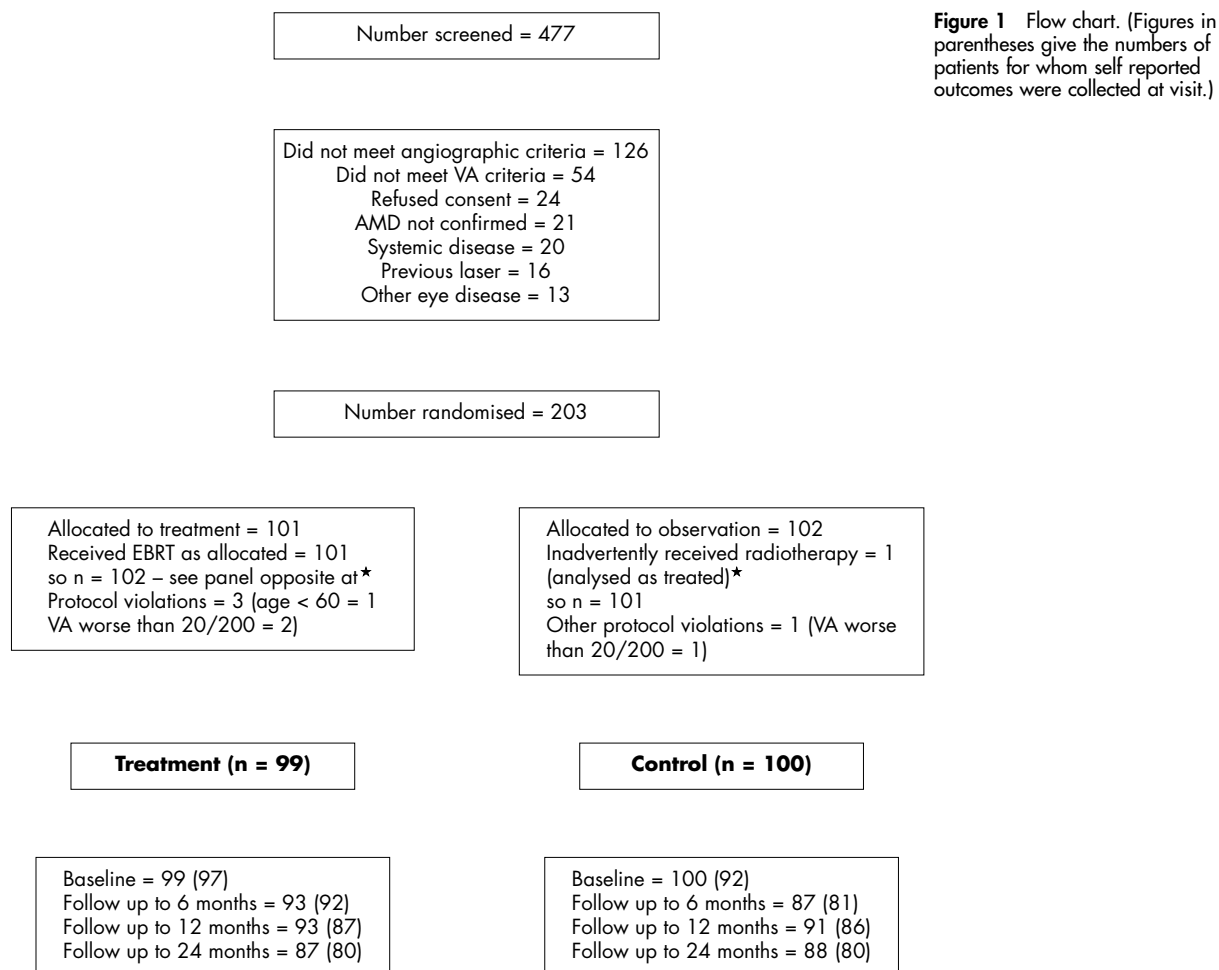 Number screened = 477
Figure 1 Flow chart. (Figures in
parentheses give the numbers of
patients for whom self reported
outcomes were collected at visit.)
Did not meet angiographic criteria = 126
Did not meet VA criteria = 54
Refused consent = 24
AMD not confirmed = 21
Systemic disease = 20
Previous laser = 16
Other eye disease = 13
Number randomised = 203
Allocated to treatment = 101
Received EBRT as allocated = 101
so n = 102 – see panel opposite at★
Protocol violations = 3 (age < 60 = 1
VA worse than 20/200 = 2)
Allocated to observation = 102
Inadvertently received radiotherapy = 1
(analysed as treated)★
so n = 101
Other protocol violations = 1 (VA worse
than 20/200 = 1)
Treatment (n = 99)
Control (n = 100)
Baseline = 99 (97)
Follow up to 6 months = 93 (92)
Follow up to 12 months = 93 (87)
Follow up to 24 months = 87 (80)
Baseline = 100 (92)
Follow up to 6 months = 87 (81)
Follow up to 12 months = 91 (86)
Follow up to 24 months = 88 (80)